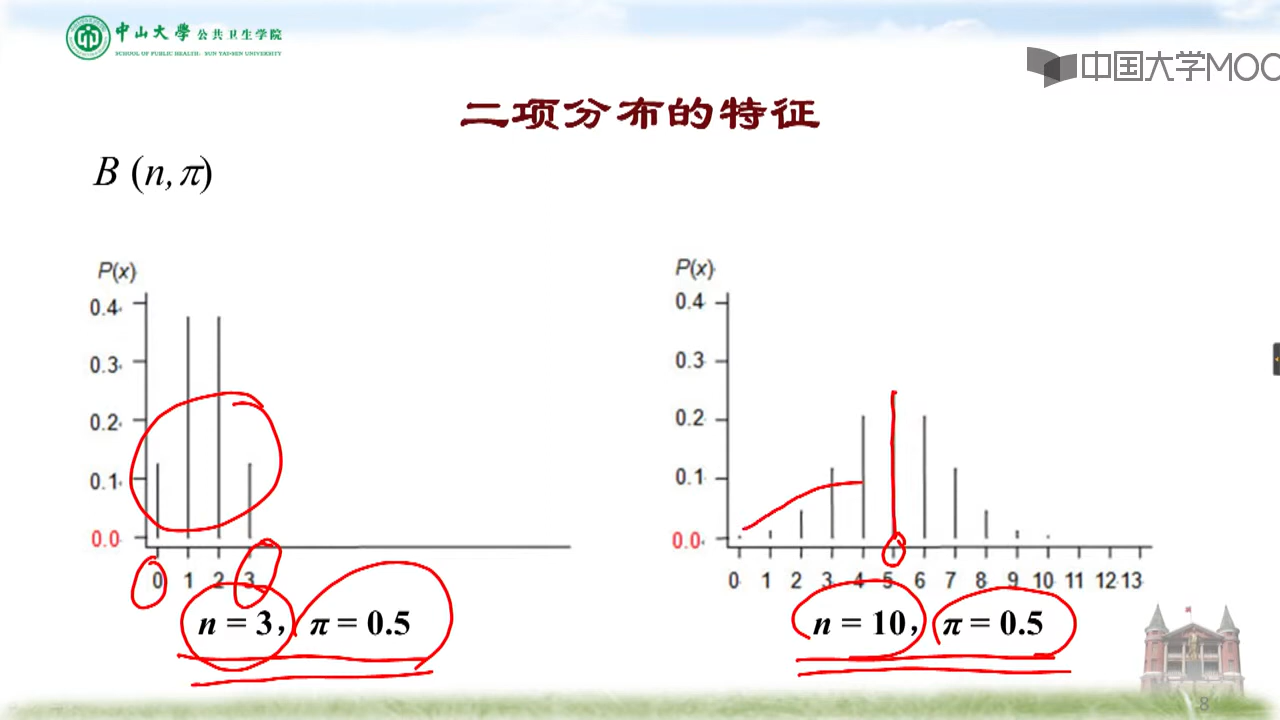 中山大學公共卫生学院
SCHOOL OF PUBLIC HEALTH, SUN YAT-SEN UNIVERSITY
中国大学MOO
二项分布的特征
B (n,π)
P(x)
0.4
0.3
0.2
0.1
0.0
0 1 2 3
n = 3, π = 0.5
P(x)
0.4
0.3
0.2
0.1
0.0
0 1 2 3 4 5 6 7 8 9 10 11 12 13
n = 10, π = 0.5
8